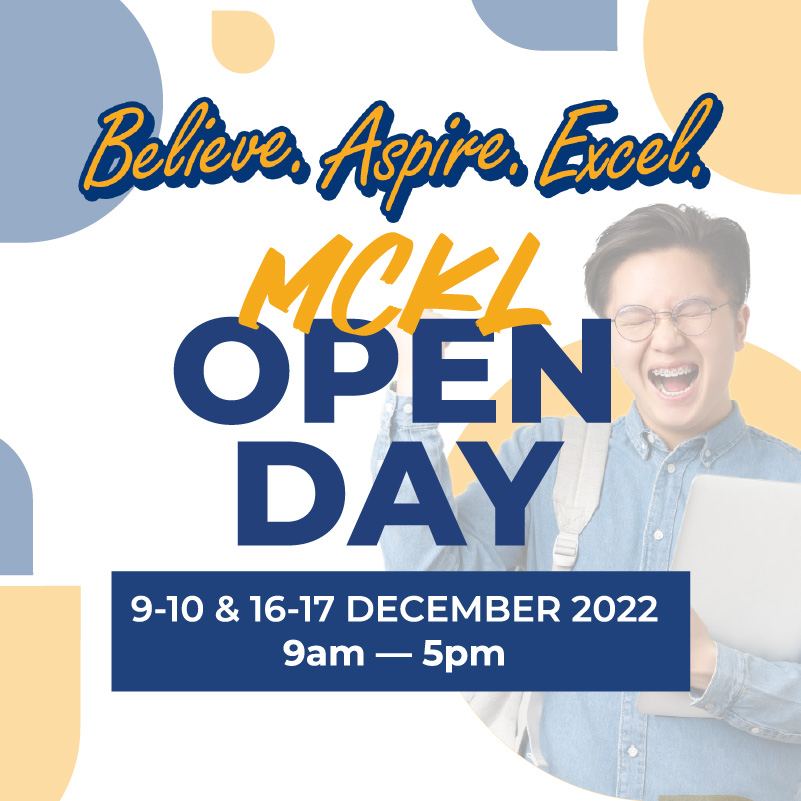 Believe. Aspire. Excel.
MCKL
OPEN
DAY
9-10 & 16-17 DECEMBER 2022
9am — 5pm